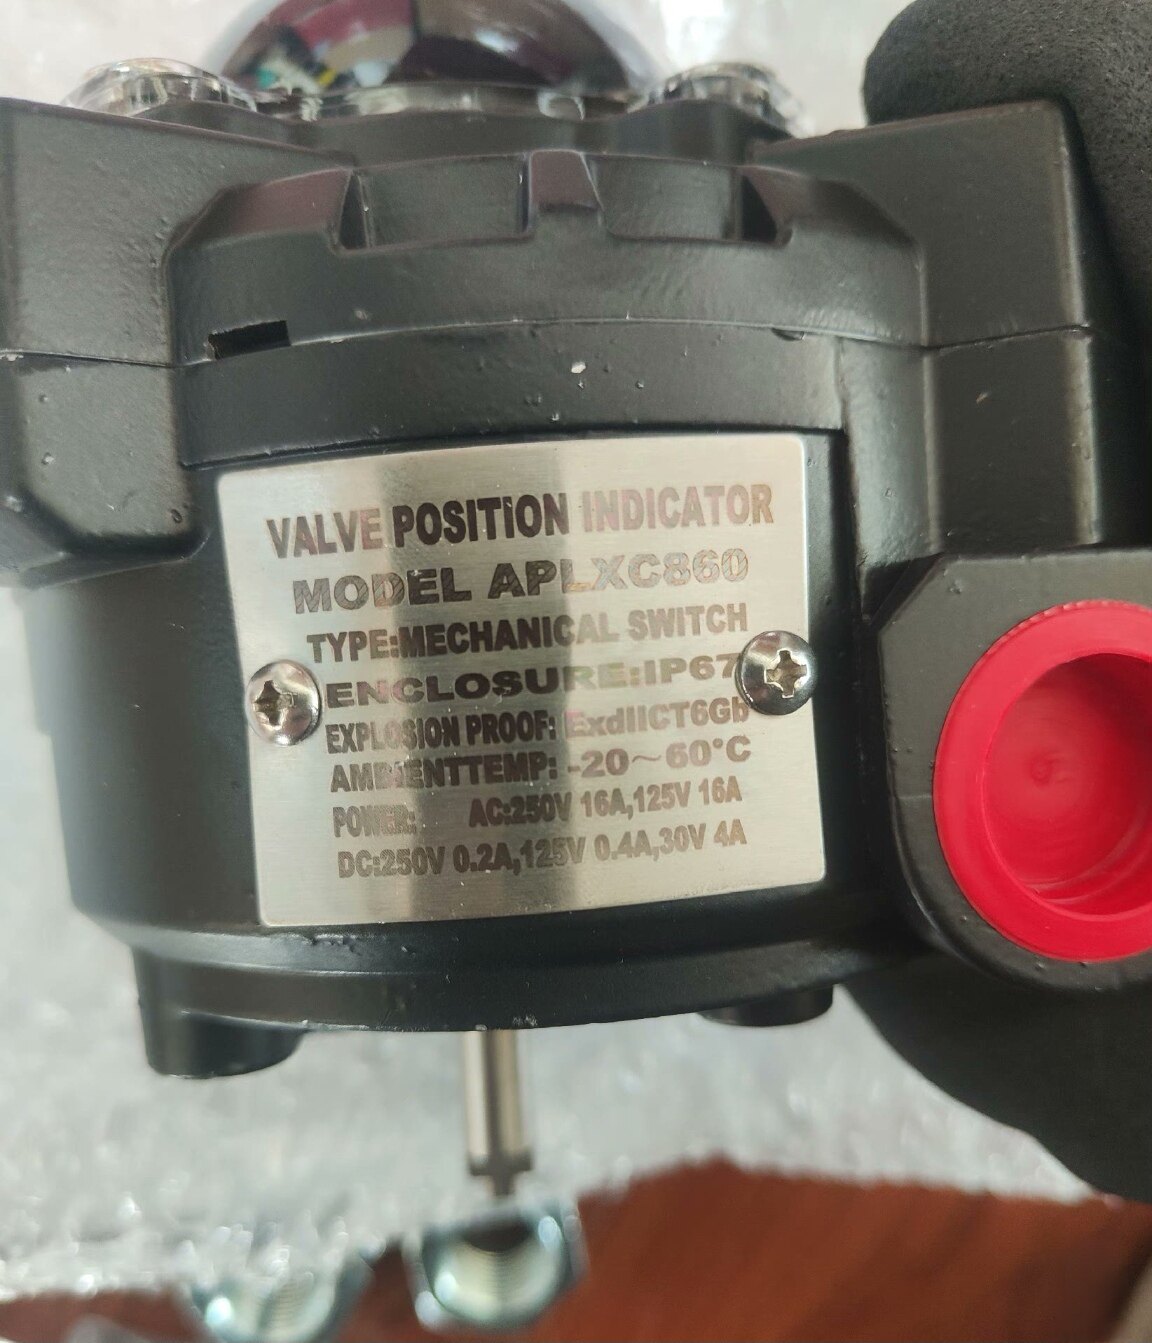 VALVE POSITION INDICATOR
MODEL APLXC860
TYPE:MECHANICAL SWITCH
ENCLOSURE:IP67
EXPLOSION PROOF: ExdIICT6Gb
AMBIENTTEMP: -20~60°C
POWER: AC:250V 16A,125V 16A
DC:250V 0.2A,125V 0.4A,30V 4A